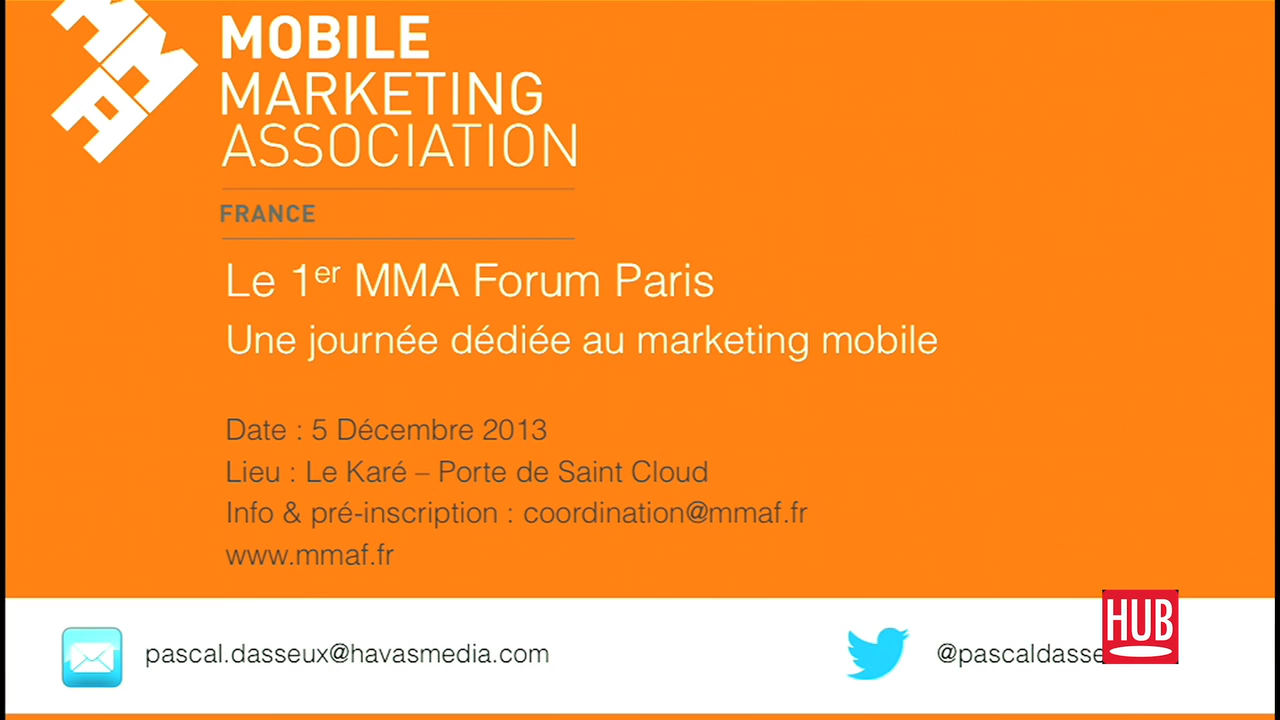 MMA
MOBILE
MARKETING
ASSOCIATION
FRANCE
Le 1er MMA Forum Paris
Une journée dédiée au marketing mobile
Date : 5 Décembre 2013
Lieu : Le Karé – Porte de Saint Cloud
Info & pré-inscription : coordination@mmaf.fr
www.mmaf.fr
pascal.dasseux@havasmedia.com
HUB